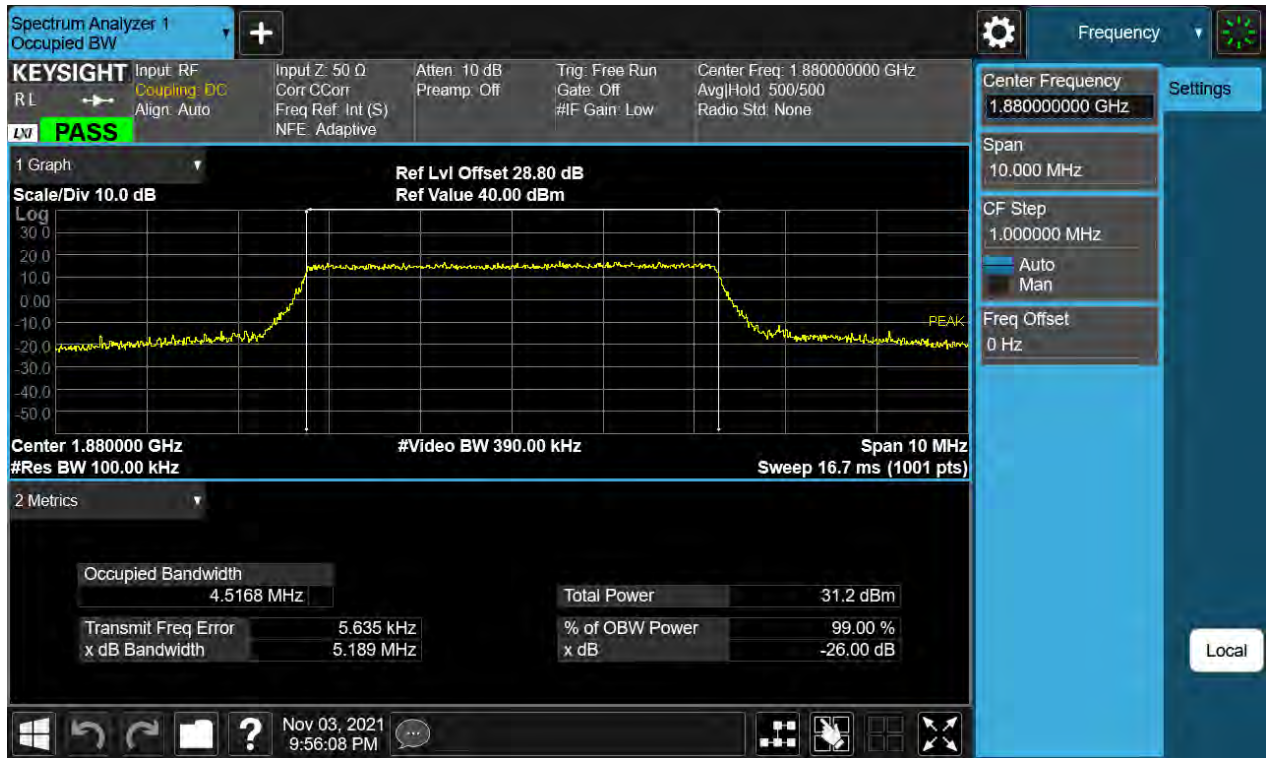 Spectrum Analyzer 1
Occupied BW
+
Frequency
KEYSIGHT
RL
LXI
PASS
Input: RF
Coupling: DC
Align: Auto
Input Z: 50 Ω
Corr CCorr
Freq Ref: Int (S)
NFE: Adaptive
Atten: 10 dB
Preamp: Off
Trig: Free Run
Gate: Off
#IF Gain: Low
Center Freq: 1.880000000 GHz
Avg|Hold: 500/500
Radio Std: None
1 Graph
Scale/Div 10.0 dB
Ref Lvl Offset 28.80 dB
Ref Value 40.00 dBm
Log
30.0
20.0
10.0
0.00
-10.0
-20.0
-30.0
-40.0
-50.0
PEAK
Center 1.880000 GHz
#Video BW 390.00 kHz
Span 10 MHz
#Res BW 100.00 kHz
Sweep 16.7 ms (1001 pts)
2 Metrics
Occupied Bandwidth
4.5168 MHz
Transmit Freq Error 5.635 kHz
x dB Bandwidth 5.189 MHz
Total Power 31.2 dBm
% of OBW Power 99.00 %
x dB -26.00 dB
Center Frequency
1.880000000 GHz
Span
10.000 MHz
CF Step
1.000000 MHz
Auto
Man
Freq Offset
0 Hz
Settings
Local
?
Nov 03, 2021
9:56:08 PM